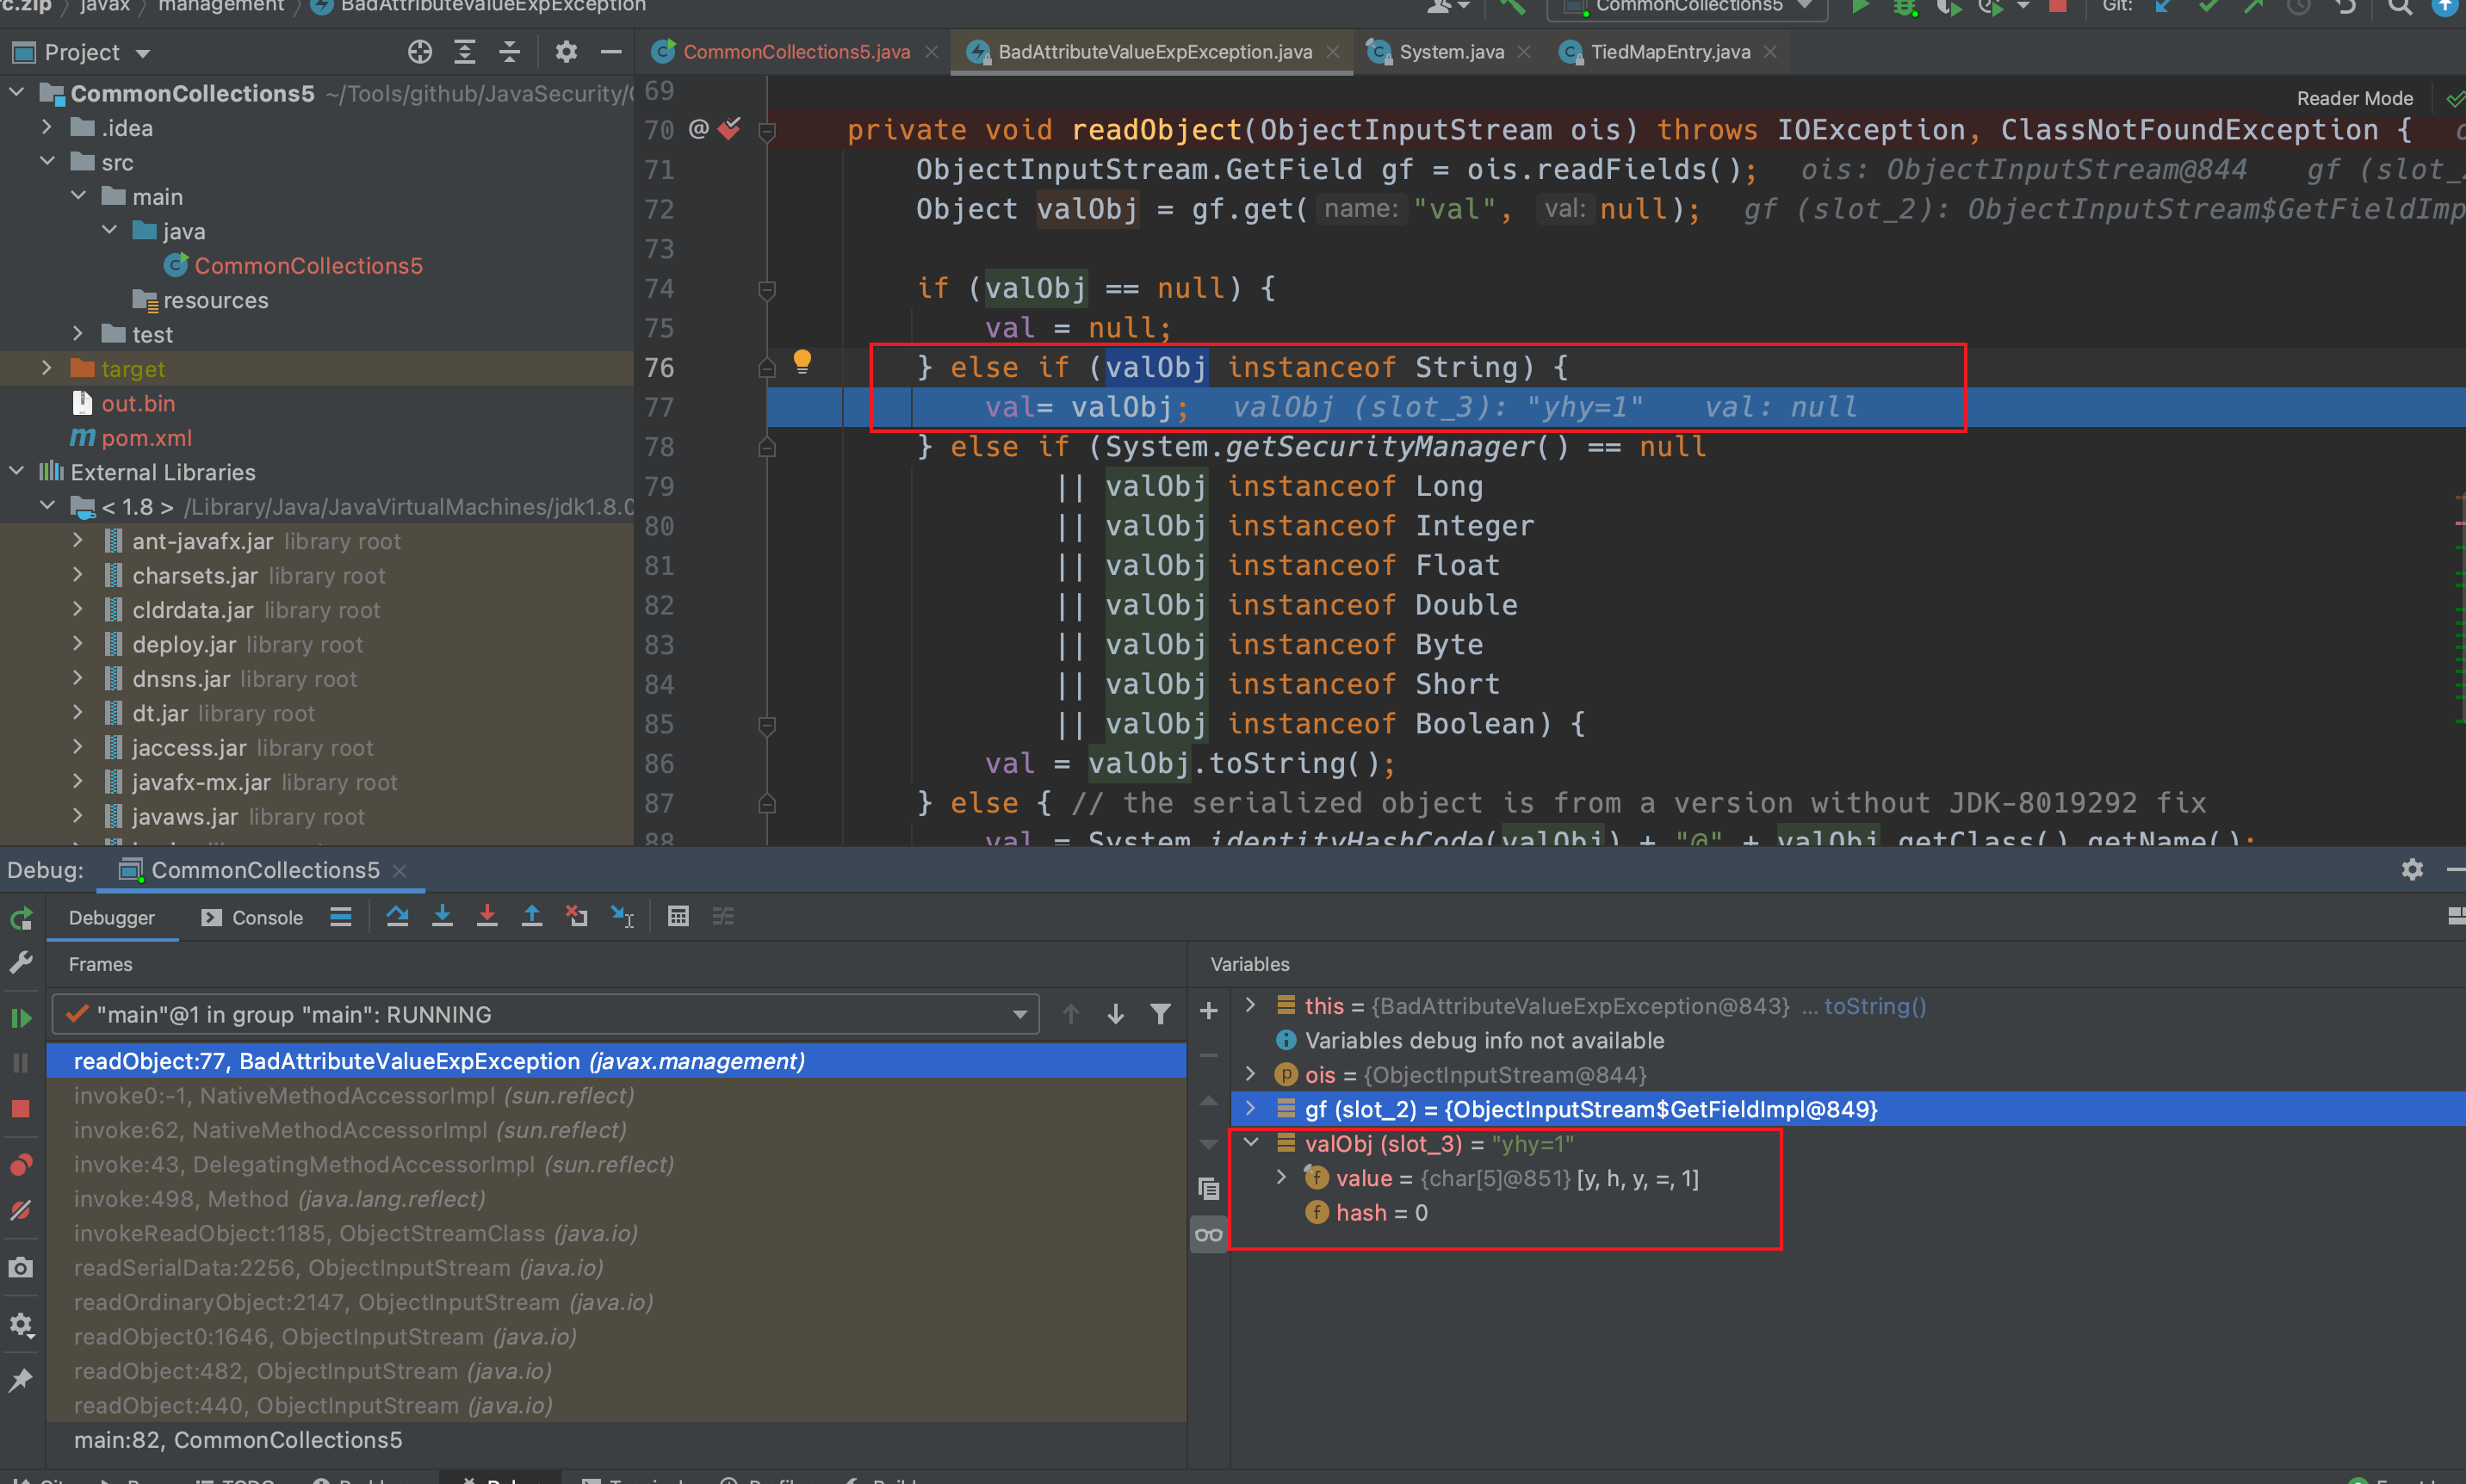 rc.zip javax management BadAttributeValueExpException CommonCollections5 Git:
Project
CommonCollections5.java BadAttributeValueExpException.java System.java TiedMapEntry.java
CommonCollections5 ~/Tools/github/JavaSecurity/
.idea
src
main
java
CommonCollections5
resources
test
target
out.bin
pom.xml
External Libraries
< 1.8 > /Library/Java/JavaVirtualMachines/jdk1.8.0
ant-javafx.jar library root
charsets.jar library root
cldrdata.jar library root
deploy.jar library root
dnsns.jar library root
dt.jar library root
jaccess.jar library root
javafx-mx.jar library root
javaws.jar library root
Reader Mode
69
70 @ private void readObject(ObjectInputStream ois) throws IOException, ClassNotFoundException {
71 ObjectInputStream.GetField gf = ois.readFields(); ois: ObjectInputStream@844 gf (slot_2
72 Object valObj = gf.get( name: "val", val: null); gf (slot_2): ObjectInputStream$GetFieldImp
73
74 if (valObj == null) {
75 val = null;
76 } else if (valObj instanceof String) {
77 val= valObj; valObj (slot_3): "yhy=1" val: null
78 } else if (System.getSecurityManager() == null
79 || valObj instanceof Long
80 || valObj instanceof Integer
81 || valObj instanceof Float
82 || valObj instanceof Double
83 || valObj instanceof Byte
84 || valObj instanceof Short
85 || valObj instanceof Boolean) {
86 val = valObj.toString();
87 } else { // the serialized object is from a version without JDK-8019292 fix
88 val = System.identityHashCode(valObj) + "@" + valObj.getClass().getName();
Debug: CommonCollections5
Debugger Console
Frames
"main"@1 in group "main": RUNNING
readObject:77, BadAttributeValueExpException (javax.management)
invoke0:-1, NativeMethodAccessorImpl (sun.reflect)
invoke:62, NativeMethodAccessorImpl (sun.reflect)
invoke:43, DelegatingMethodAccessorImpl (sun.reflect)
invoke:498, Method (java.lang.reflect)
invokeReadObject:1185, ObjectStreamClass (java.io)
readSerialData:2256, ObjectInputStream (java.io)
readOrdinaryObject:2147, ObjectInputStream (java.io)
readObject0:1646, ObjectInputStream (java.io)
readObject:482, ObjectInputStream (java.io)
readObject:440, ObjectInputStream (java.io)
main:82, CommonCollections5
Variables
this = {BadAttributeValueExpException@843} ... toString()
Variables debug info not available
ois = {ObjectInputStream@844}
gf (slot_2) = {ObjectInputStream$GetFieldImpl@849}
valObj (slot_3) = "yhy=1"
value = {char[5]@851} [y, h, y, =, 1]
hash = 0